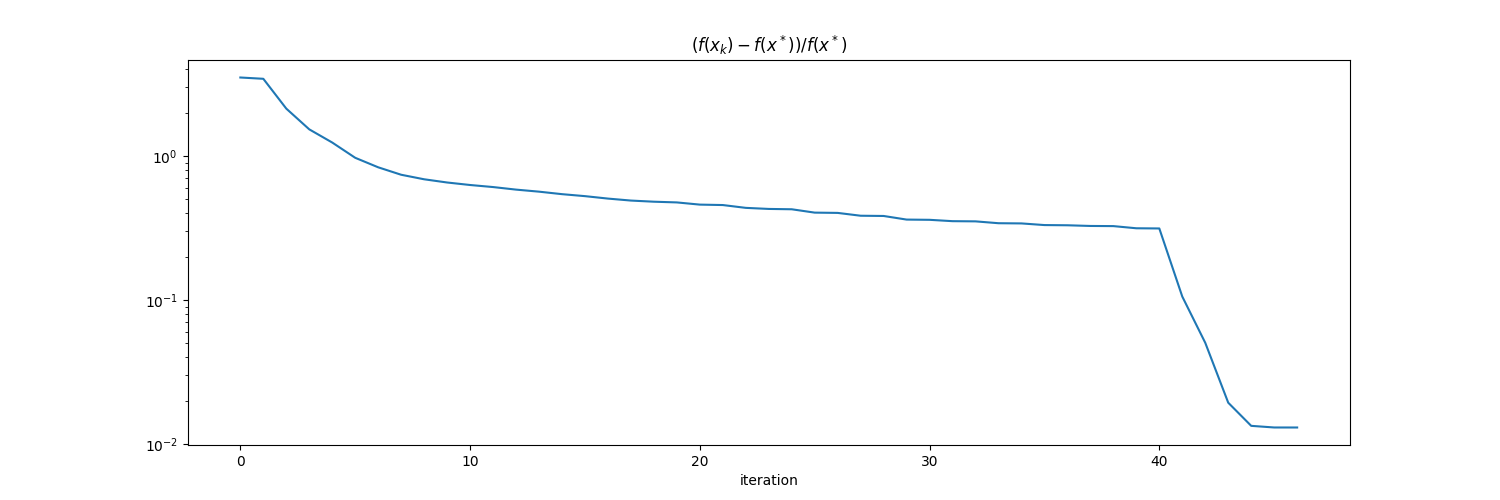 (f(x_k) − f(x*))/f(x*)
10^0
10^−1
10^−2
0 10 20 30 40
iteration